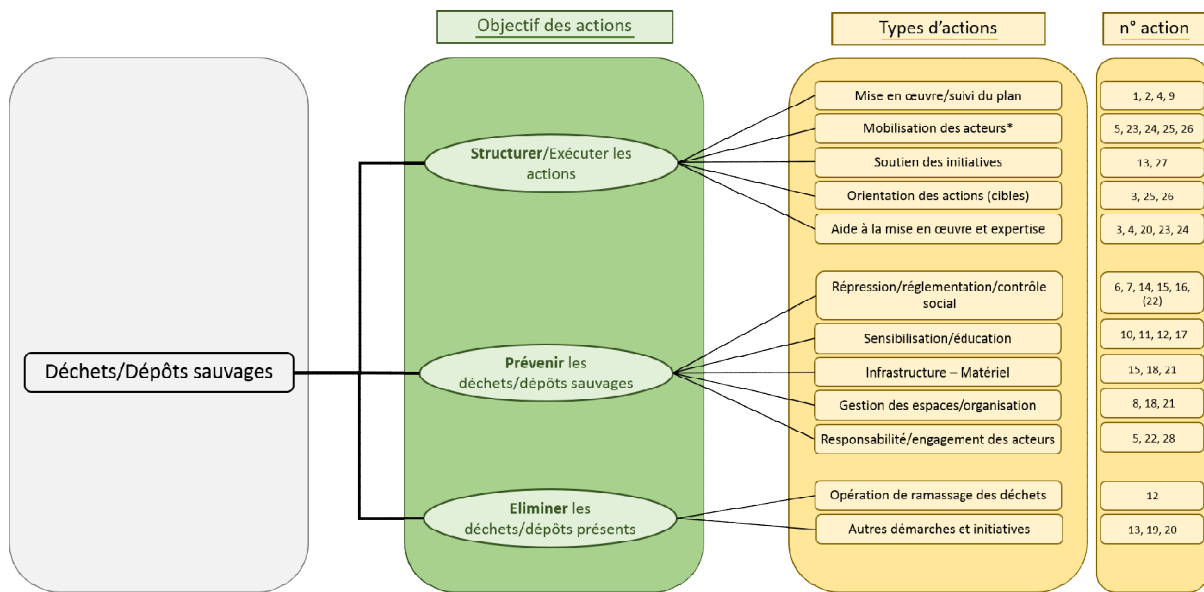 Objectif des actions
Types d'actions
n° action
Déchets/Dépôts sauvages
Structurer/Exécuter les
actions
Mise en œuvre/suivi du plan
1, 2, 4, 9
Mobilisation des acteurs*
5, 23, 24, 25, 26
Soutien des initiatives
13, 27
Orientation des actions (cibles)
3, 25, 26
Aide à la mise en œuvre et expertise
3, 4, 20, 23, 24
Prévenir les
déchets/dépôts sauvages
Répression/réglementation/contrôle
social
6, 7, 14, 15, 16,
(22)
Sensibilisation/éducation
10, 11, 12, 17
Infrastructure – Matériel
15, 18, 21
Gestion des espaces/organisation
8, 18, 21
Responsabilité/engagement des acteurs
5, 22, 28
Eliminer les
déchets/dépôts présents
Opération de ramassage des déchets
12
Autres démarches et initiatives
13, 19, 20